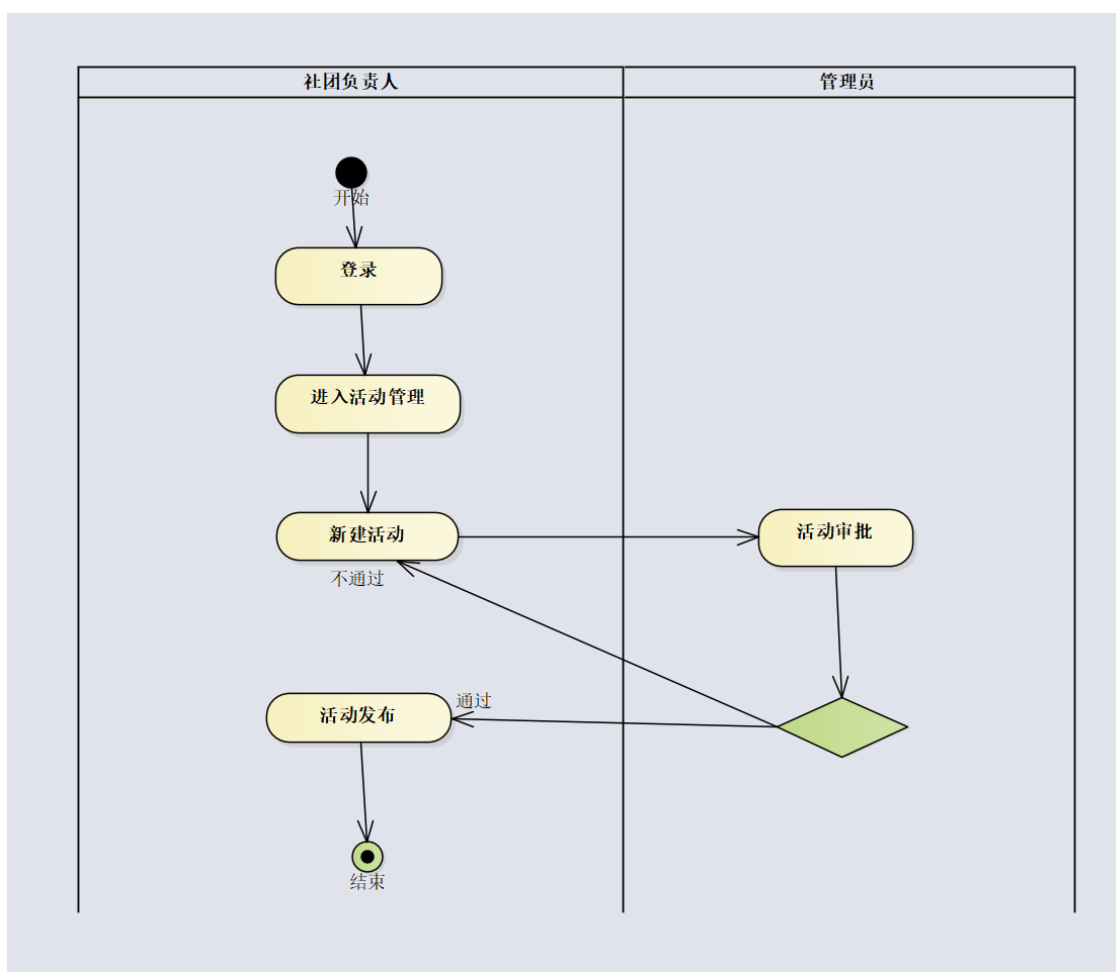 社团负责人
管理员
开始
登录
进入活动管理
新建活动
活动审批
不通过
通过
活动发布
结束